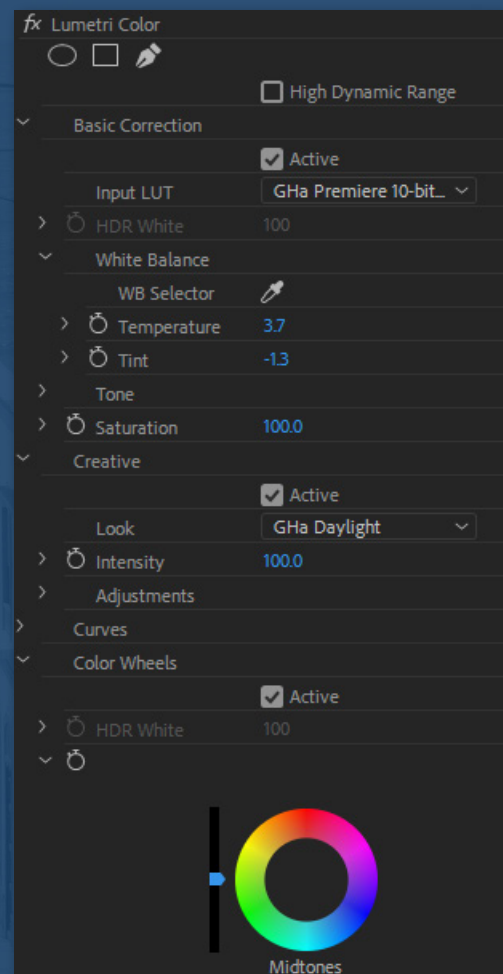 fx Lumetri Color
High Dynamic Range
Basic Correction
Active
Input LUT GHa Premiere 10-bit_
HDR White 100
White Balance
WB Selector
Temperature 3.7
Tint -1.3
Tone
Saturation 100.0
Creative
Active
Look GHa Daylight
Intensity 100.0
Adjustments
Curves
Color Wheels
Active
HDR White 100
Midtones